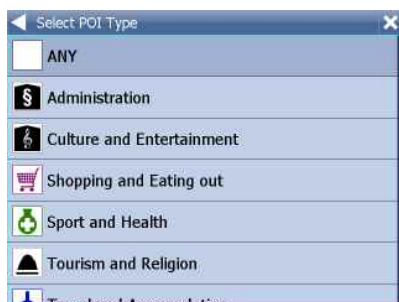 Select POI Type
ANY
§ Administration
Culture and Entertainment
Shopping and Eating out
Sport and Health
Tourism and Religion